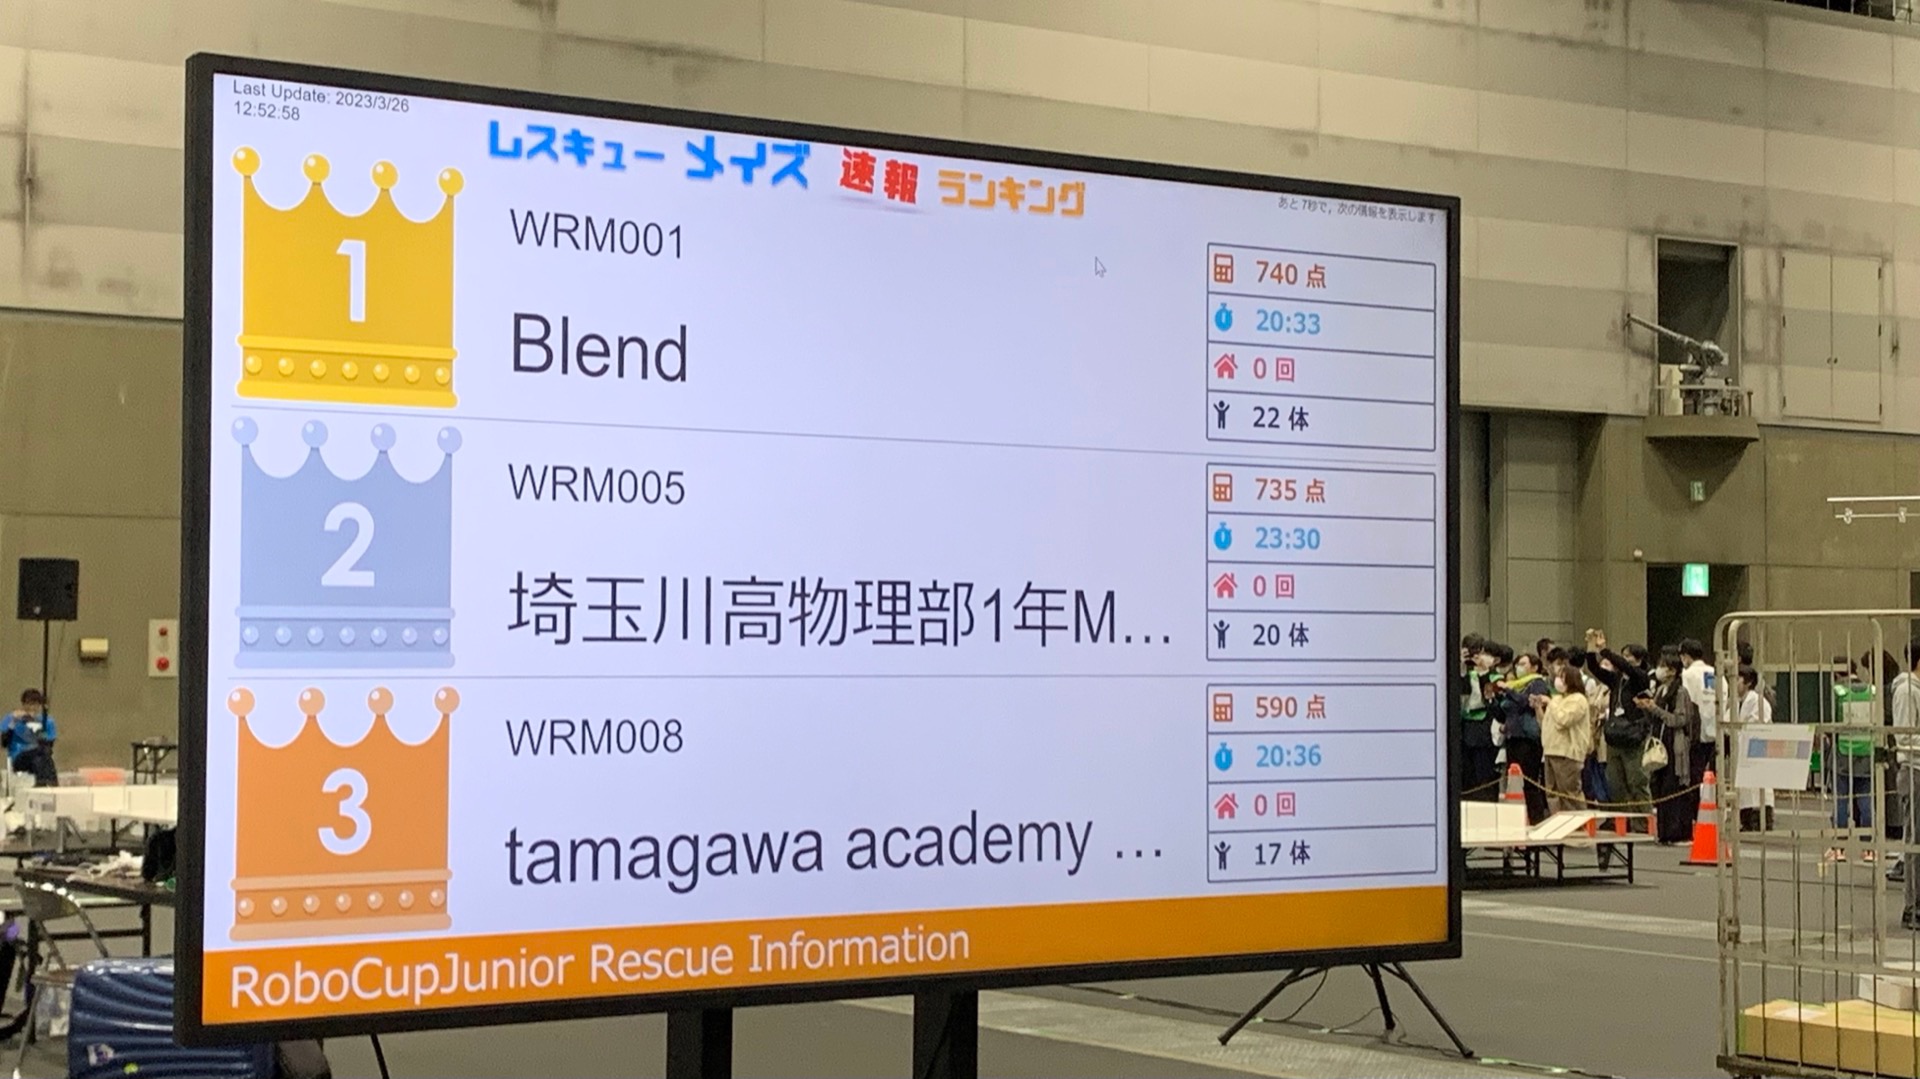 Last Update: 2023/3/26
12:52:58
レスキュー メイズ 速報 ランキング
あと7秒で，次の情報を表示します
1
WRM001
Blend
740 点
20:33
0 回
22 体
2
WRM005
埼玉川高物理部1年M...
735 点
23:30
0 回
20 体
3
WRM008
tamagawa academy ...
590 点
20:36
0 回
17 体
RoboCupJunior Rescue Information